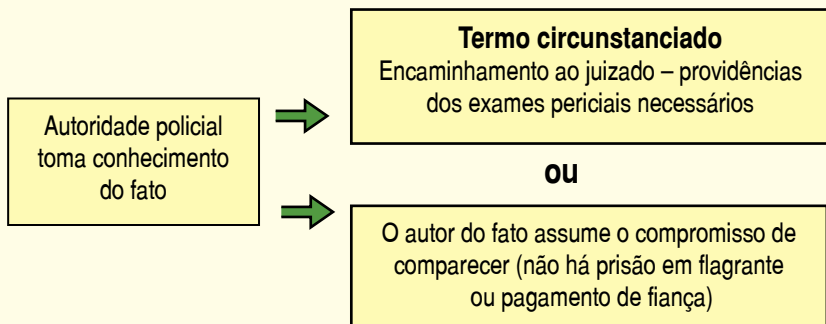 Autoridade policial
toma conhecimento
do fato
Termo circunstanciado
Encaminhamento ao juizado – providências
dos exames periciais necessários
ou
O autor do fato assume o compromisso de
comparecer (não há prisão em flagrante
ou pagamento de fiança)